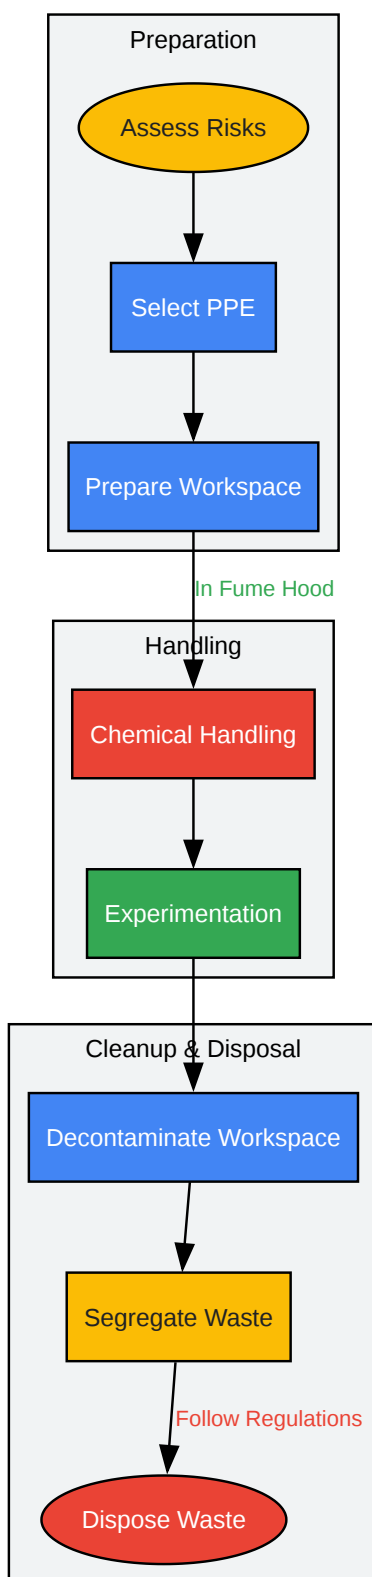 Preparation
Assess Risks
Select PPE
Prepare Workspace
In Fume Hood
Handling
Chemical Handling
Experimentation
Cleanup & Disposal
Decontaminate Workspace
Segregate Waste
Follow Regulations
Dispose Waste